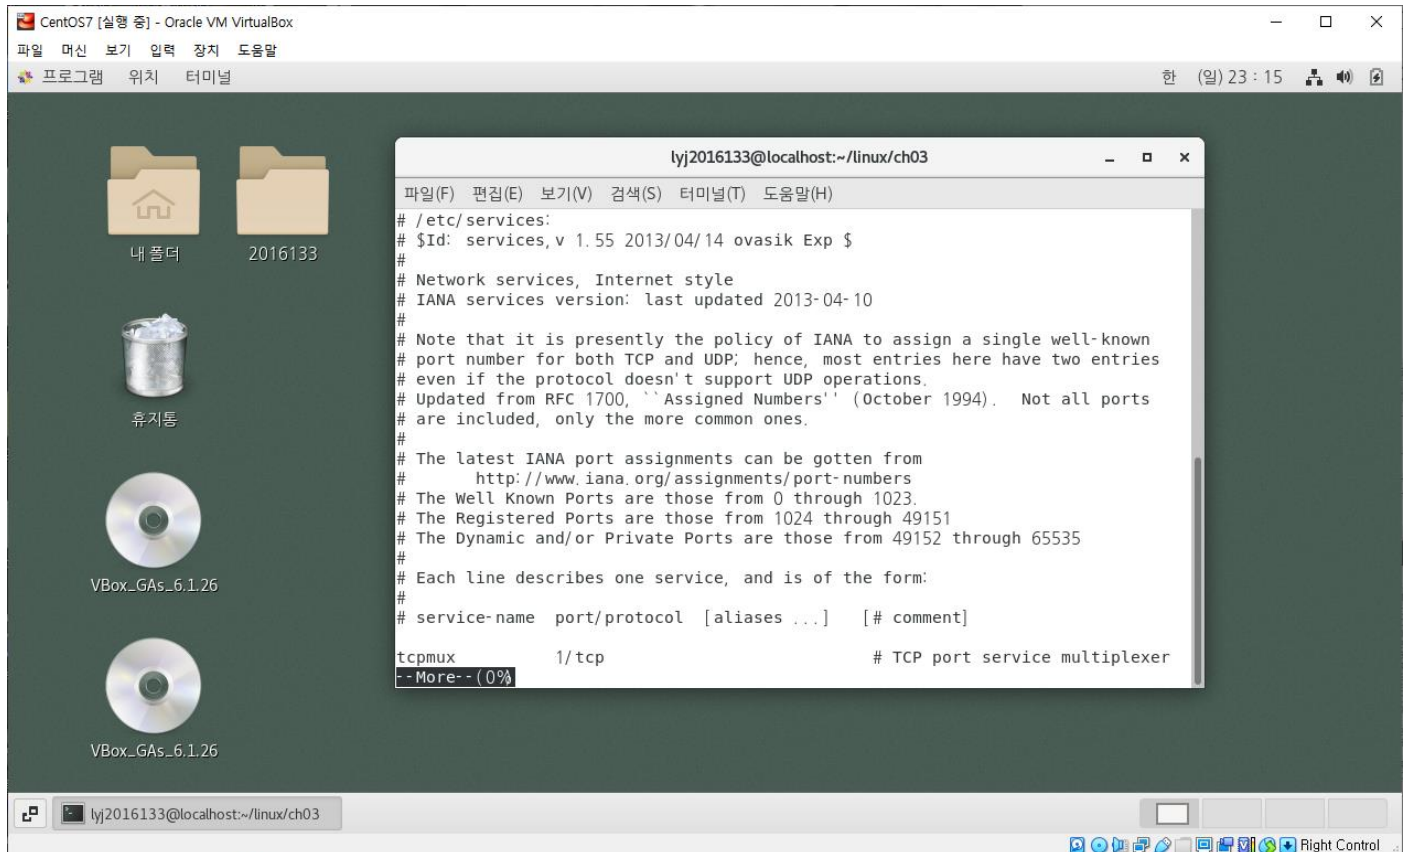 CentOS7 [실행 중] - Oracle VM VirtualBox
파일 머신 보기 입력 장치 도움말
프로그램 위치 터미널 한 (일) 23 : 15
내 폴더
2016133
휴지통
VBox_GAs_6.1.26
VBox_GAs_6.1.26
lyj2016133@localhost:~/linux/ch03
파일(F) 편집(E) 보기(V) 검색(S) 터미널(T) 도움말(H)
# /etc/services:
# $Id: services,v 1.55 2013/04/14 ovasik Exp $
#
# Network services, Internet style
# IANA services version: last updated 2013-04-10
#
# Note that it is presently the policy of IANA to assign a single well-known
# port number for both TCP and UDP; hence, most entries here have two entries
# even if the protocol doesn't support UDP operations.
# Updated from RFC 1700, ``Assigned Numbers'' (October 1994).  Not all ports
# are included, only the more common ones.
#
# The latest IANA port assignments can be gotten from
#       http://www.iana.org/assignments/port-numbers
# The Well Known Ports are those from 0 through 1023.
# The Registered Ports are those from 1024 through 49151
# The Dynamic and/or Private Ports are those from 49152 through 65535
#
# Each line describes one service, and is of the form:
#
# service-name  port/protocol  [aliases ...]   [# comment]
tcpmux          1/tcp                           # TCP port service multiplexer
--More--(0%)
lyj2016133@localhost:~/linux/ch03
Right Control